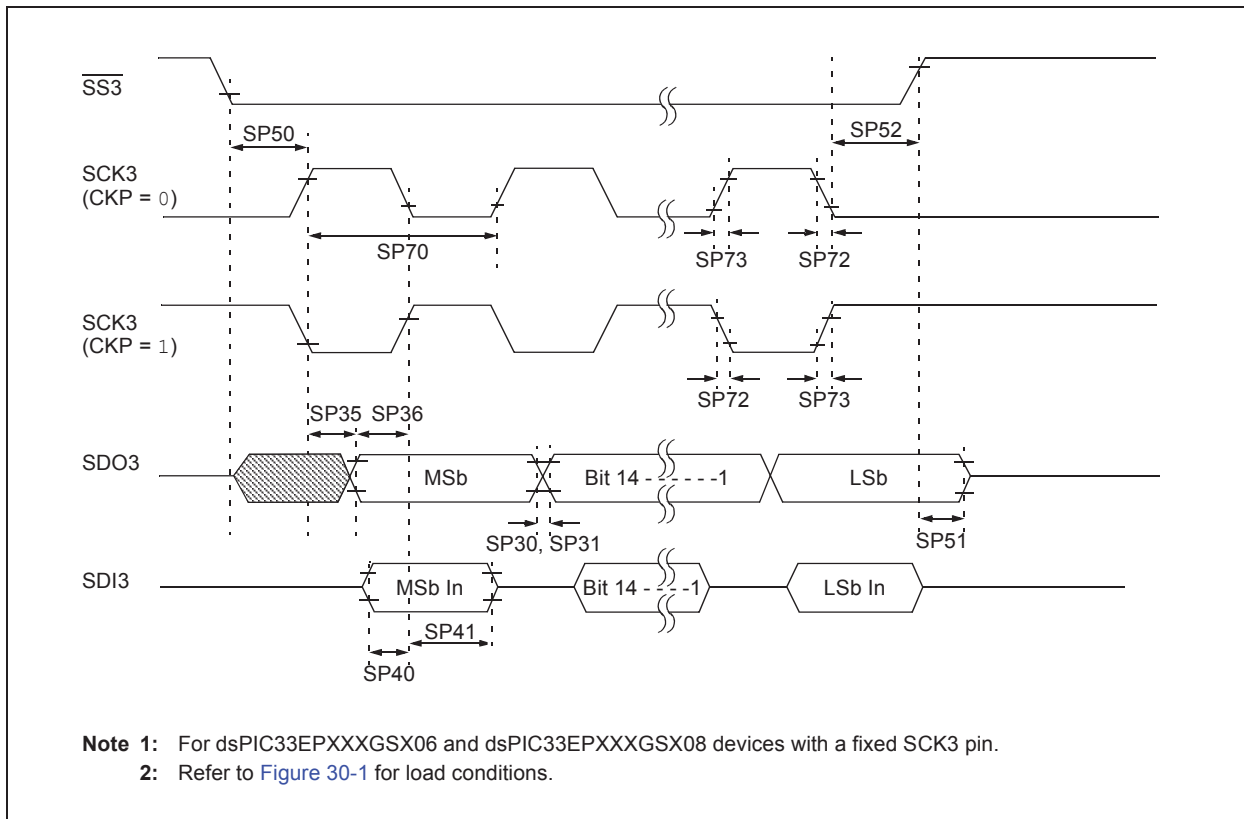 SS3
SP50
SP52
SCK3
(CKP = 0)
SP70
SP73
SP72
SCK3
(CKP = 1)
SP72
SP73
SP35
SP36
SDO3
MSb
Bit 14 - - - - - -1
LSb
SP30, SP31
SP51
SDI3
MSb In
Bit 14 - - - -1
LSb In
SP41
SP40
Note 1: For dsPIC33EPXXXGSX06 and dsPIC33EPXXXGSX08 devices with a fixed SCK3 pin.
2: Refer to Figure 30-1 for load conditions.